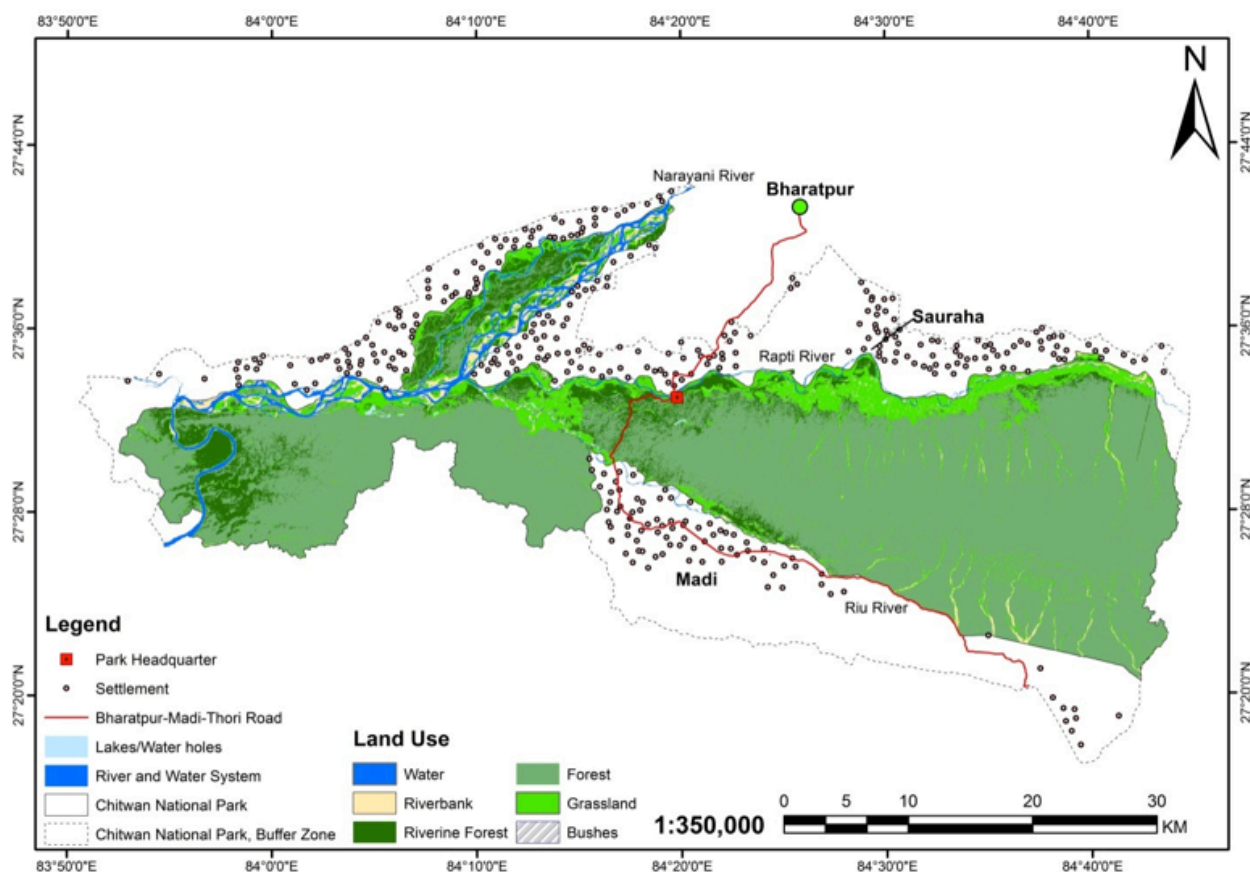 83°50'0"E 84°0'0"E 84°10'0"E 84°20'0"E 84°30'0"E 84°40'0"E
N
27°44'0"N 27°44'0"N
Narayani River
Bharatpur
27°36'0"N 27°36'0"N
Sauraha
Rapti River
27°28'0"N 27°28'0"N
Madi
Riu River
27°20'0"N 27°20'0"N
Legend
Park Headquarter
Settlement
Bharatpur-Madi-Thori Road
Lakes/Water holes
River and Water System
Chitwan National Park
Chitwan National Park, Buffer Zone
Land Use
Water
Riverbank
Riverine Forest
Forest
Grassland
Bushes
1:350,000
0 5 10 20 30
KM
83°50'0"E 84°0'0"E 84°10'0"E 84°20'0"E 84°30'0"E 84°40'0"E